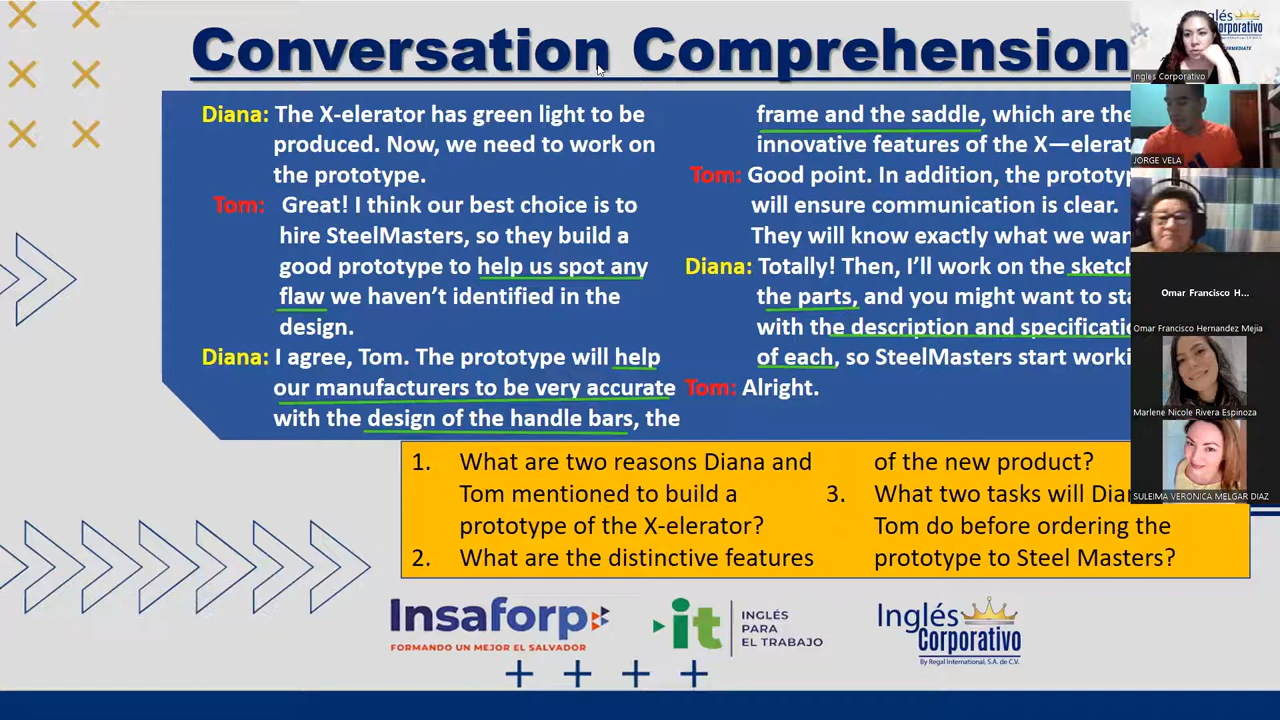 Conversation Comprehension
Diana: The X-elerator has green light to be
produced. Now, we need to work on
the prototype.
Tom: Great! I think our best choice is to
hire SteelMasters, so they build a
good prototype to help us spot any
flaw we haven't identified in the
design.
Diana: I agree, Tom. The prototype will help
our manufacturers to be very accurate
with the design of the handle bars, the
frame and the saddle, which are the
innovative features of the X—elerat
Tom: Good point. In addition, the prototyp
will ensure communication is clear.
They will know exactly what we wan
Diana: Totally! Then, I'll work on the sketch
the parts, and you might want to sta
with the description and specificatio
of each, so SteelMasters start worki
Tom: Alright.
1. What are two reasons Diana and
Tom mentioned to build a
prototype of the X-elerator?
2. What are the distinctive features
of the new product?
3. What two tasks will Dia
Tom do before ordering the
prototype to Steel Masters?
Insaforp
FORMANDO UN MEJOR EL SALVADOR
it INGLÉS
PARA
EL TRABAJO
Inglés
Corporativo
By Regal International, S.A. de C.V.
Inglés Corporativo
JORGE VELA
Omar Francisco H...
Omar Francisco Hernandez Mejia
Marlene Nicole Rivera Espinoza
SULEIMA VERONICA MELGAR DIAZ